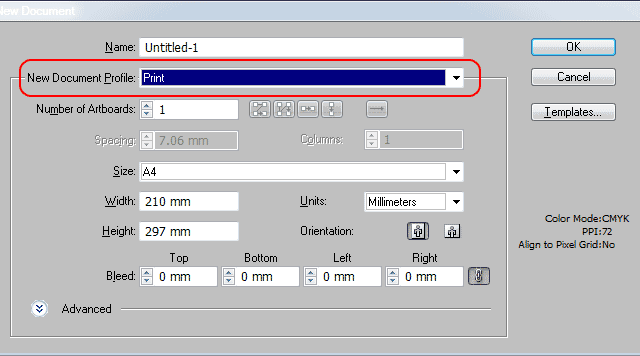 New Document
Name: Untitled-1
OK
New Document Profile: Print
Cancel
Number of Artboards: 1
Templates...
Spacing: 7.06 mm Columns: 1
Size: A4
Width: 210 mm Units: Millimeters
Height: 297 mm Orientation:
Color Mode:CMYK
PPI:72
Align to Pixel Grid:No
Top Bottom Left Right
Bleed: 0 mm 0 mm 0 mm 0 mm
Advanced